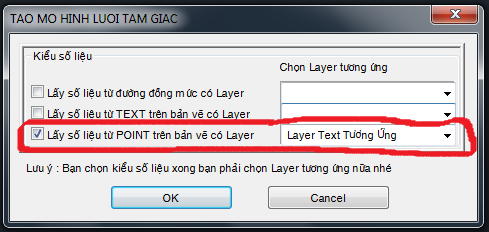 TAO MO HINH LUOI TAM GIAC
Kiểu số liệu
Chọn Layer tương ứng
Lấy số liệu từ đường đồng mức có Layer
Lấy số liệu từ TEXT trên bản vẽ có Layer
Lấy số liệu từ POINT trên bản vẽ có Layer
Layer Text Tương Ứng
Lưu ý : Bạn chọn kiểu số liệu xong bạn phải chọn Layer tương ứng nữa nhé
OK
Cancel